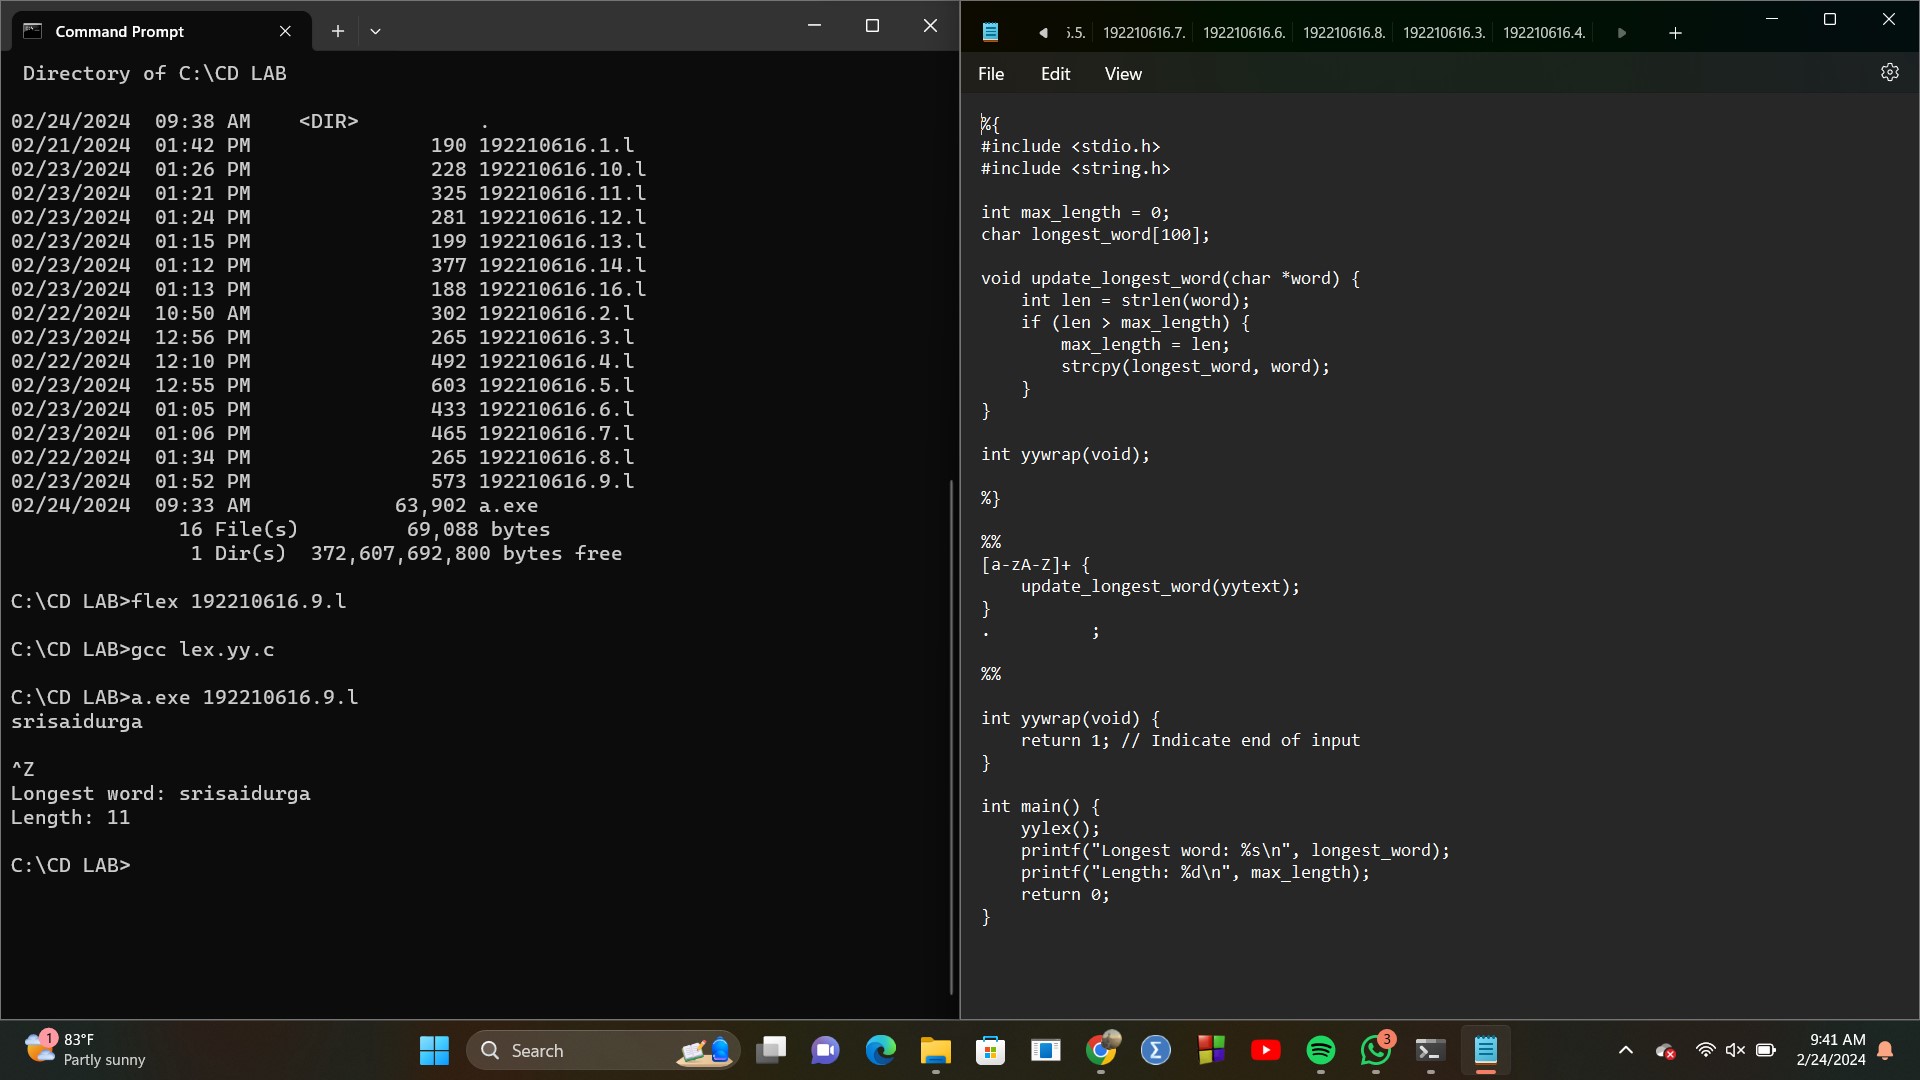 Command Prompt
Directory of C:\CD LAB
02/24/2024  09:38 AM    <DIR>          .
02/21/2024  01:42 PM               190 192210616.1.l
02/23/2024  01:26 PM               228 192210616.10.l
02/23/2024  01:21 PM               325 192210616.11.l
02/23/2024  01:24 PM               281 192210616.12.l
02/23/2024  01:15 PM               199 192210616.13.l
02/23/2024  01:12 PM               377 192210616.14.l
02/23/2024  01:13 PM               188 192210616.16.l
02/22/2024  10:50 AM               302 192210616.2.l
02/23/2024  12:56 PM               265 192210616.3.l
02/22/2024  12:10 PM               492 192210616.4.l
02/23/2024  12:55 PM               603 192210616.5.l
02/23/2024  01:05 PM               433 192210616.6.l
02/23/2024  01:06 PM               465 192210616.7.l
02/22/2024  01:34 PM               265 192210616.8.l
02/23/2024  01:52 PM               573 192210616.9.l
02/24/2024  09:33 AM            63,902 a.exe
16 File(s)         69,088 bytes
1 Dir(s)  372,607,692,800 bytes free
C:\CD LAB>flex 192210616.9.l
C:\CD LAB>gcc lex.yy.c
C:\CD LAB>a.exe 192210616.9.l
srisaidurga
^Z
Longest word: srisaidurga
Length: 11
C:\CD LAB>
5.5. 192210616.7. 192210616.6. 192210616.8. 192210616.3. 192210616.4.
File Edit View
%{
#include <stdio.h>
#include <string.h>
int max_length = 0;
char longest_word[100];
void update_longest_word(char *word) {
    int len = strlen(word);
    if (len > max_length) {
        max_length = len;
        strcpy(longest_word, word);
    }
}
int yywrap(void);
%}
%%
[a-zA-Z]+ {
    update_longest_word(yytext);
}
.          ;
%%
int yywrap(void) {
    return 1; // Indicate end of input
}
int main() {
    yylex();
    printf("Longest word: %s\n", longest_word);
    printf("Length: %d\n", max_length);
    return 0;
}
1
83°F
Partly sunny
Search
3
9:41 AM
2/24/2024